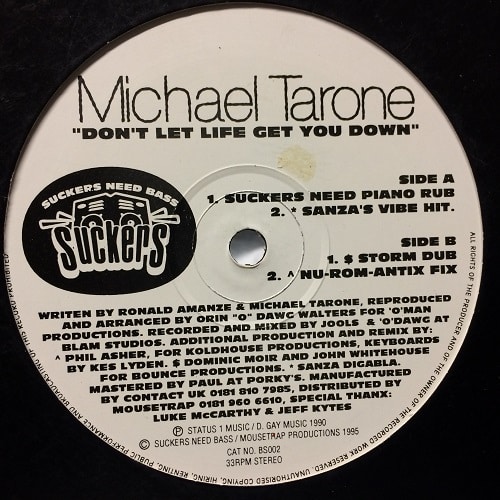 Michael Tarone
"DON'T LET LIFE GET YOU DOWN"
SUCKERS NEED BASS
SUCKERS
SIDE A
1. SUCKERS NEED PIANO RUB
2. * SANZA'S VIBE HIT.
SIDE B
1. $ STORM DUB
2. ^ NU-ROM-ANTIX FIX
WRITEN BY RONALD AMANZE & MICHAEL TARONE, REPRODUCED
AND ARRANGED BY ORIN "O" DAWG WALTERS FOR 'O'MAN
PRODUCTIONS. RECORDED AND MIXED BY JOOLS & 'O'DAWG AT
BLAM STUDIOS. ADDITIONAL PRODUCTION AND REMIX BY:
^ PHIL ASHER, FOR KOLDHOUSE PRODUCTIONS, KEYBOARDS
BY KES LYDEN. $ DOMINIC MOIR AND JOHN WHITEHOUSE
FOR BOUNCE PRODUCTIONS. * SANZA DIGABLA.
MASTERED BY PAUL AT PORKY'S. MANUFACTURED
BY CONTACT UK 0181 810 7985, DISTRIBUTED BY
MOUSETRAP 0181 960 6610, SPECIAL THANX:
LUKE McCARTHY & JEFF KYTES
Ⓟ STATUS 1 MUSIC / D. GAY MUSIC 1990
© SUCKERS NEED BASS / MOUSETRAP PRODUCTIONS 1995
CAT NO. BS002
33RPM STEREO
ALL RIGHTS OF THE PRODUCER AND OF THE OWNER OF THE RECORDED WORK RESERVED. UNAUTHORISED COPYING, HIRING, RENTING, PUBLIC PERFORMANCE AND BROADCASTING OF THIS RECORD PROHIBITED